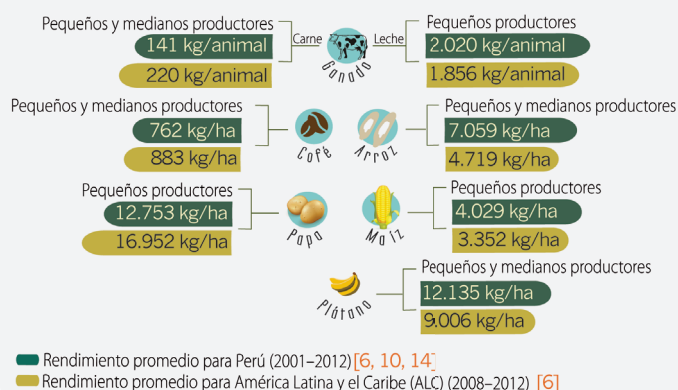 Pequeños y medianos productores
141 kg/animal
220 kg/animal
Carne
Ganado
Leche
Pequeños productores
2.020 kg/animal
1.856 kg/animal
Pequeños y medianos productores
762 kg/ha
883 kg/ha
Café
Arroz
Pequeños y medianos productores
7.059 kg/ha
4.719 kg/ha
Pequeños productores
12.753 kg/ha
16.952 kg/ha
Papa
Maíz
Pequeños productores
4.029 kg/ha
3.352 kg/ha
Plátano
Pequeños y medianos productores
12.135 kg/ha
9.006 kg/ha
Rendimiento promedio para Perú (2001–2012) [6, 10, 14]
Rendimiento promedio para América Latina y el Caribe (ALC) (2008–2012) [6]